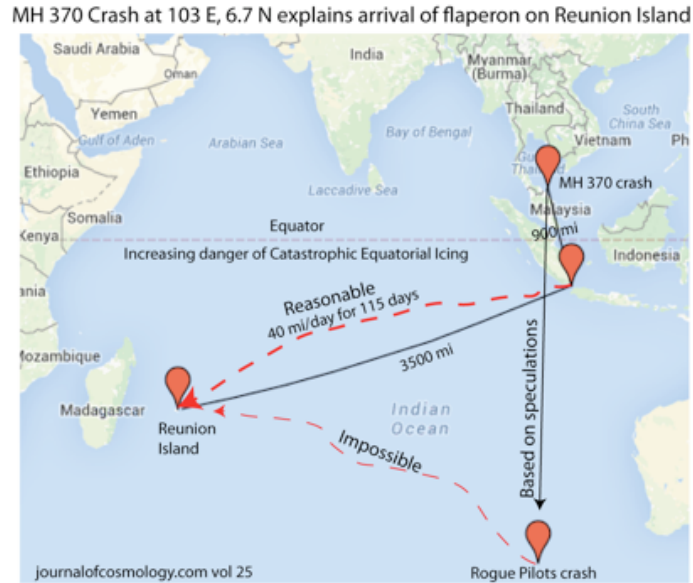 MH 370 Crash at 103 E, 6.7 N explains arrival of flaperon on Reunion Island
Saudi Arabia
Oman
Yemen
Gulf of Aden
Arabian Sea
India
Myanmar
(Burma)
Thailand
Bay of Bengal
South
China Sea
Vietnam
Ph
Gu
Thail
Ethiopia
Laccadive Sea
MH 370 crash
Somalia
Malaysia
Kenya
Equator
900 mi
Increasing danger of Catastrophic Equatorial Icing
Indonesia
ania
Reasonable
40 mi/day for 115 days
3500 mi
Mozambique
Madagascar
Reunion
Island
Indian
Ocean
Based on speculations
Impossible
journalofcosmology.com vol 25
Rogue Pilots crash